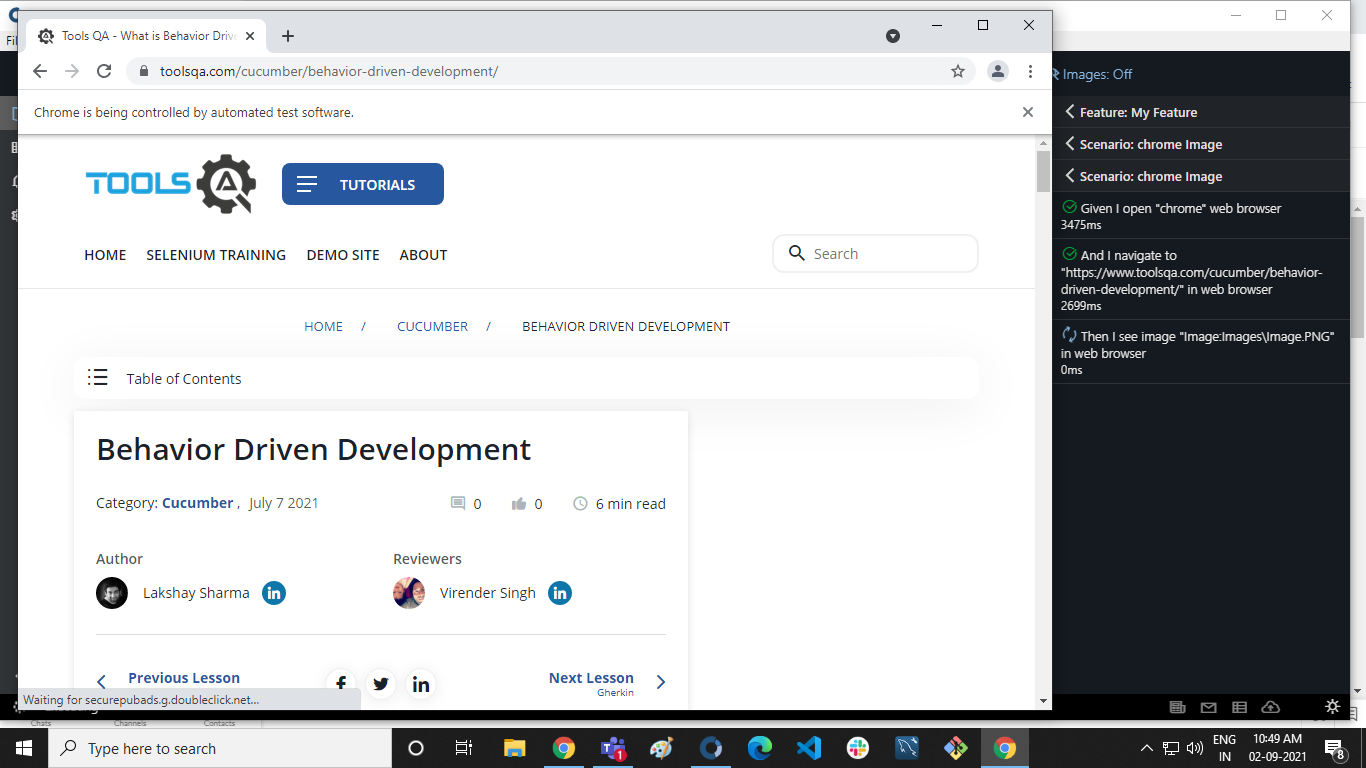 Tools QA - What is Behavior Drive
toolsqa.com/cucumber/behavior-driven-development/
Chrome is being controlled by automated test software.
TOOLS QA
TUTORIALS
HOME
SELENIUM TRAINING
DEMO SITE
ABOUT
Search
HOME / CUCUMBER / BEHAVIOR DRIVEN DEVELOPMENT
Table of Contents
Behavior Driven Development
Category: Cucumber , July 7 2021
0
0
6 min read
Author
Lakshay Sharma
Reviewers
Virender Singh
Previous Lesson
Next Lesson
Gherkin
Waiting for securepubads.g.doubleclick.net...
Images: Off
Feature: My Feature
Scenario: chrome Image
Scenario: chrome Image
Given I open "chrome" web browser
3475ms
And I navigate to
"https://www.toolsqa.com/cucumber/behavior-
driven-development/" in web browser
2699ms
Then I see image "Image:Images\Image.PNG"
in web browser
0ms
Chats
Channels
Contacts
Type here to search
1
ENG
IN
10:49 AM
02-09-2021
8